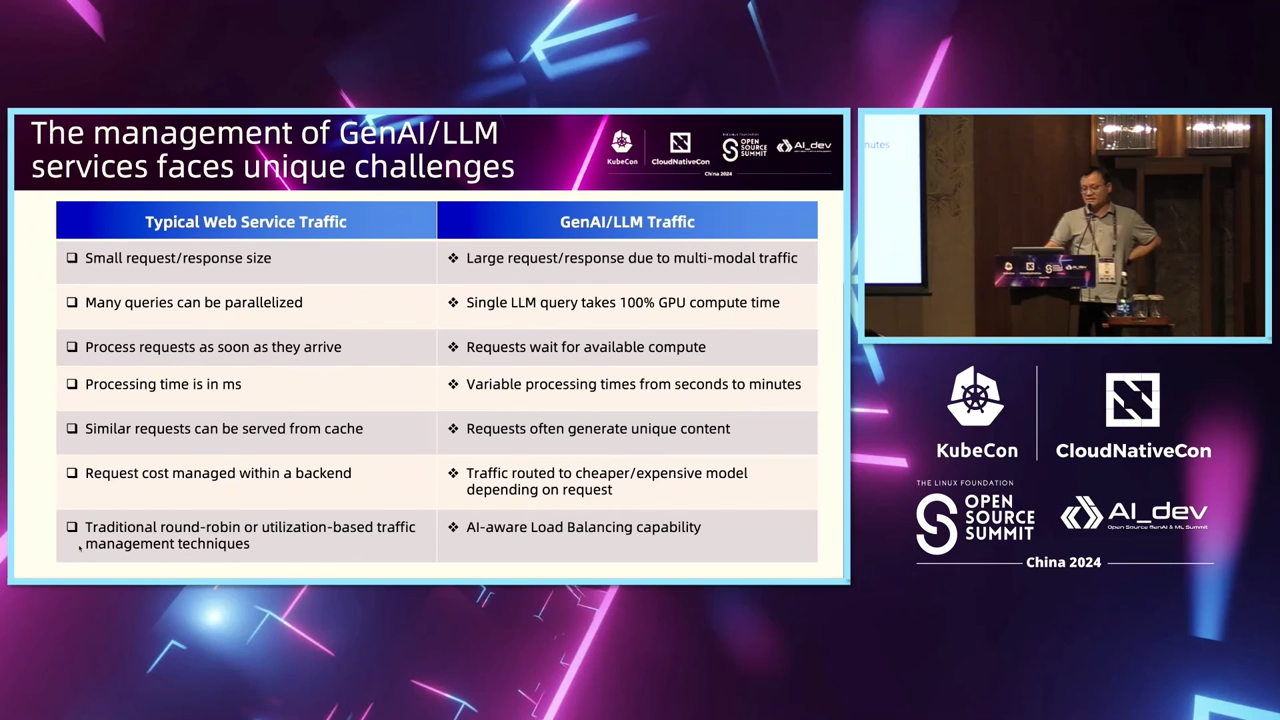 The management of GenAI/LLM
services faces unique challenges
KubeCon
CloudNativeCon
THE LINUX FOUNDATION
OPEN
SOURCE
SUMMIT
AI_dev
China 2024
Typical Web Service Traffic
GenAI/LLM Traffic
Small request/response size
Large request/response due to multi-modal traffic
Many queries can be parallelized
Single LLM query takes 100% GPU compute time
Process requests as soon as they arrive
Requests wait for available compute
Processing time is in ms
Variable processing times from seconds to minutes
Similar requests can be served from cache
Requests often generate unique content
Request cost managed within a backend
Traffic routed to cheaper/expensive model
depending on request
Traditional round-robin or utilization-based traffic
management techniques
AI-aware Load Balancing capability
nutes
KubeCon
CloudNativeCon
THE LINUX FOUNDATION
OPEN
SOURCE
SUMMIT
AI_dev
Open Source GenAI & ML Summit
China 2024